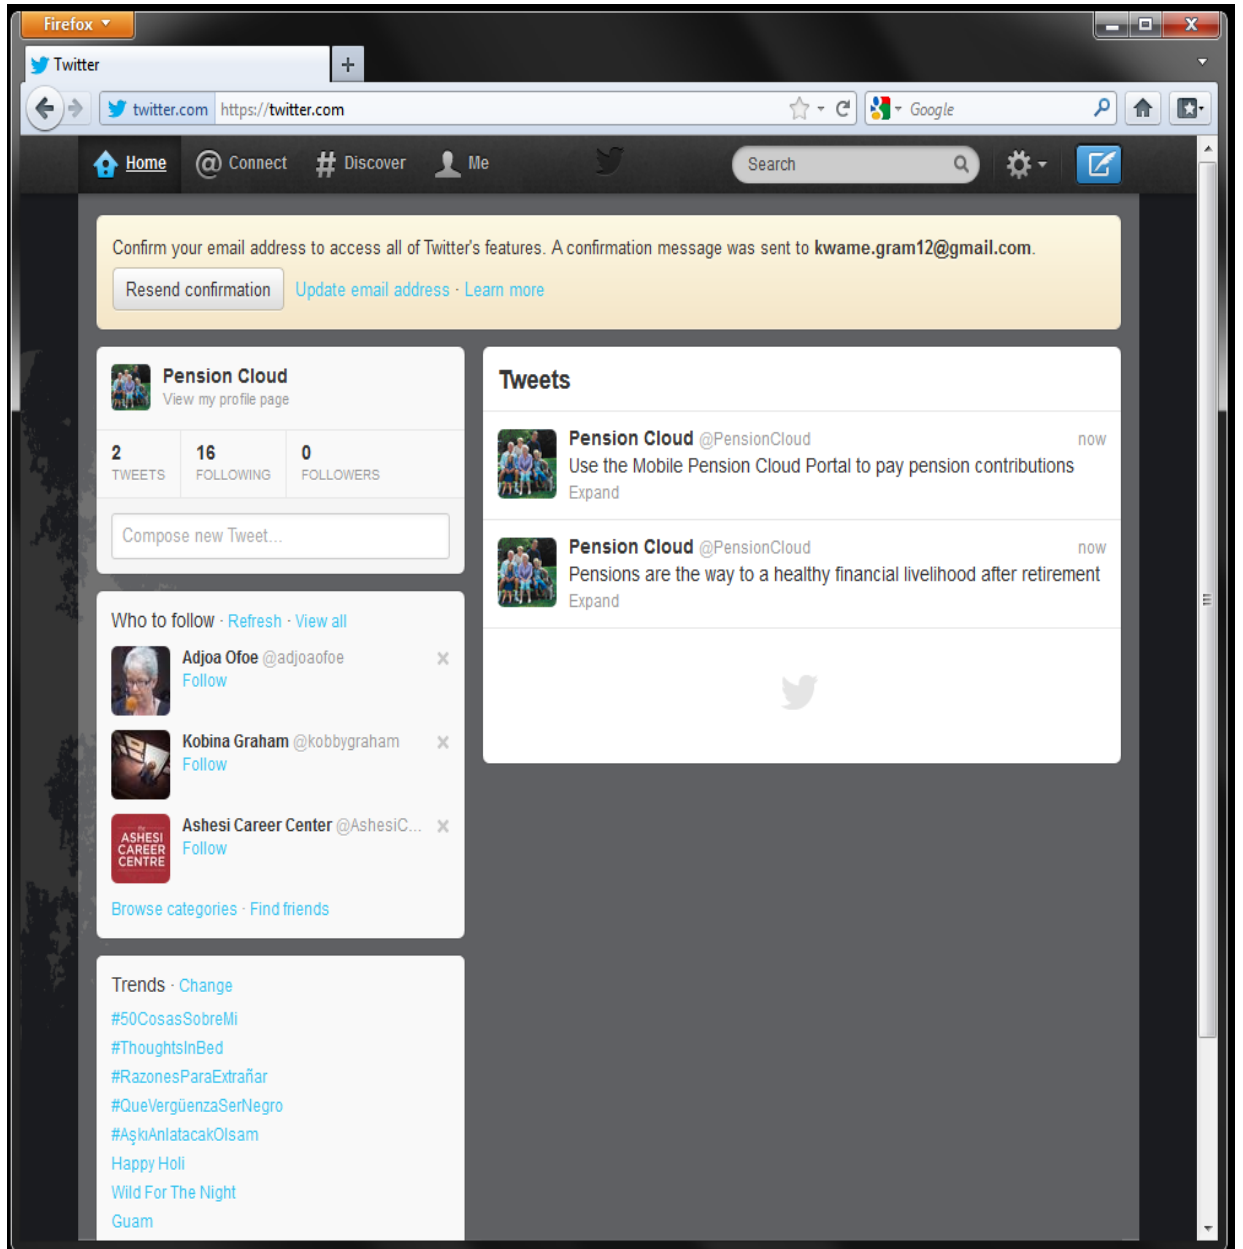 Firefox
Twitter
twitter.com https://twitter.com Google
Home Connect Discover Me Search
Confirm your email address to access all of Twitter's features. A confirmation message was sent to kwame.gram12@gmail.com.
Resend confirmation Update email address · Learn more
Pension Cloud
View my profile page
2 16 0
TWEETS FOLLOWING FOLLOWERS
Compose new Tweet...
Who to follow · Refresh · View all
Adjoa Ofoe @adjoaofoe
Follow
Kobina Graham @kobbygraham
Follow
ASHESI
CAREER
CENTRE
Ashesi Career Center @AshesiC...
Follow
Browse categories · Find friends
Trends · Change
#50CosasSobreMi
#ThoughtsInBed
#RazonesParaExtrañar
#QueVergüenzaSerNegro
#AşkıAnlatacakOlsam
Happy Holi
Wild For The Night
Guam
Tweets
Pension Cloud @PensionCloud now
Use the Mobile Pension Cloud Portal to pay pension contributions
Expand
Pension Cloud @PensionCloud now
Pensions are the way to a healthy financial livelihood after retirement
Expand